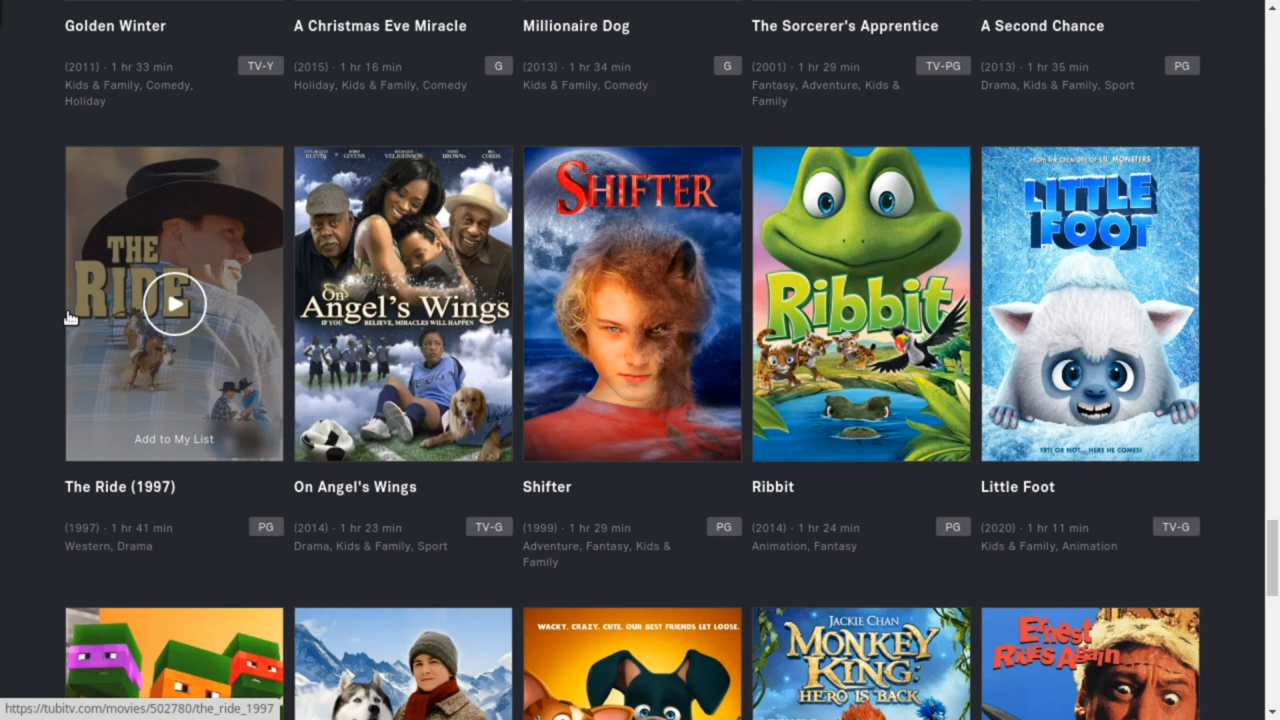 Golden Winter
A Christmas Eve Miracle
Millionaire Dog
The Sorcerer's Apprentice
A Second Chance
(2011) · 1 hr 33 min
TV-Y
Kids & Family, Comedy,
Holiday
(2015) · 1 hr 16 min
G
Holiday, Kids & Family, Comedy
(2013) · 1 hr 34 min
G
Kids & Family, Comedy
(2001) · 1 hr 29 min
TV-PG
Fantasy, Adventure, Kids &
Family
(2013) · 1 hr 35 min
PG
Drama, Kids & Family, Sport
THE
RIDE
Add to My List
On
Angel's Wings
IF YOU BELIEVE, MIRACLES WILL HAPPEN
SHIFTER
Ribbit
FROM THE CREATORS OF LIL' MONSTERS
LITTLE
FOOT
YETI OR NOT... HERE HE COMES!
The Ride (1997)
On Angel's Wings
Shifter
Ribbit
Little Foot
(1997) · 1 hr 41 min
PG
Western, Drama
(2014) · 1 hr 23 min
TV-G
Drama, Kids & Family, Sport
(1999) · 1 hr 29 min
PG
Adventure, Fantasy, Kids &
Family
(2014) · 1 hr 24 min
PG
Animation, Fantasy
(2020) · 1 hr 11 min
TV-G
Kids & Family, Animation
WACKY. CRAZY. CUTE. OUR BEST FRIENDS LET LOOSE.
JACKIE CHAN
MONKEY
KING:
HERO IS BACK
Ernest
Rides Again
https://tubitv.com/movies/502780/the_ride_1997